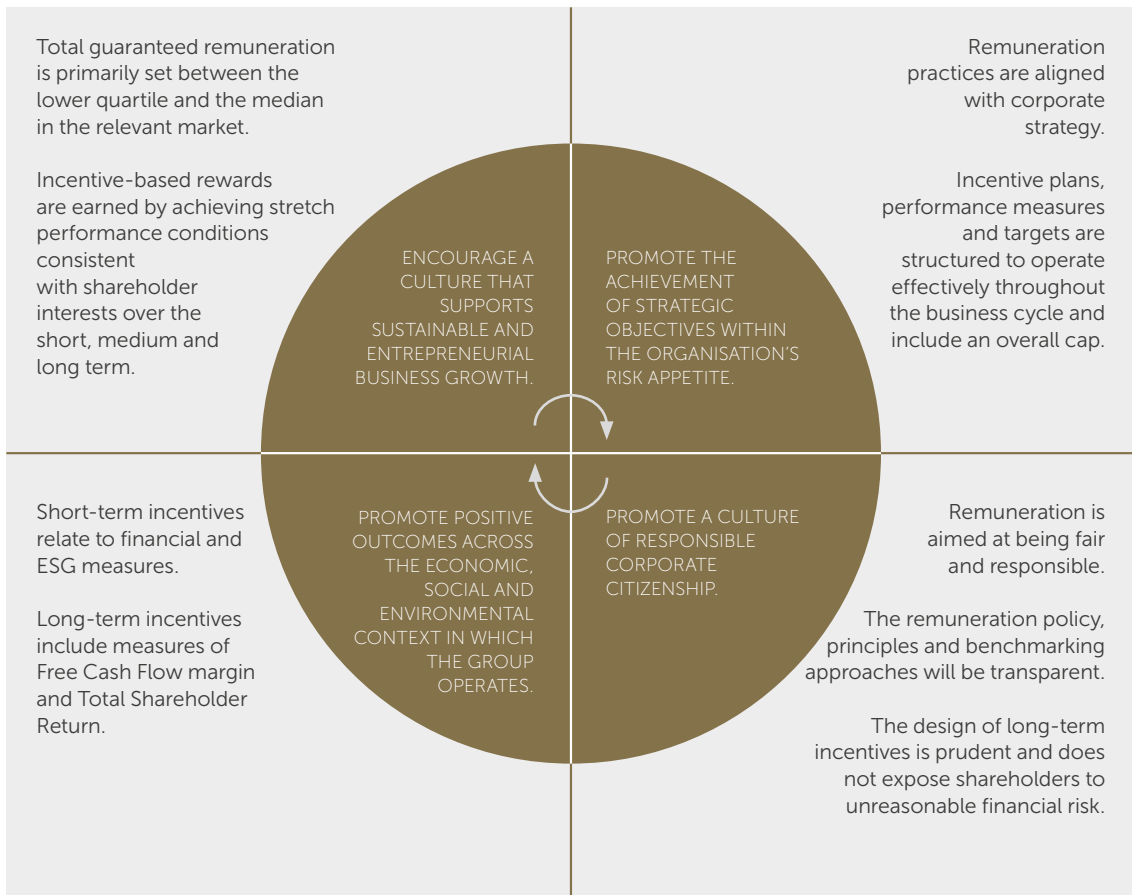 Total guaranteed remuneration
is primarily set between the
lower quartile and the median
in the relevant market.
Incentive-based rewards
are earned by achieving stretch
performance conditions
consistent
with shareholder
interests over the
short, medium and
long term.
ENCOURAGE A
CULTURE THAT
SUPPORTS
SUSTAINABLE AND
ENTREPRENEURIAL
BUSINESS GROWTH.
PROMOTE THE
ACHIEVEMENT
OF STRATEGIC
OBJECTIVES WITHIN
THE ORGANISATION’S
RISK APPETITE.
Remuneration
practices are aligned
with corporate
strategy.
Incentive plans,
performance measures
and targets are
structured to operate
effectively throughout
the business cycle and
include an overall cap.
Short-term incentives
relate to financial and
ESG measures.
Long-term incentives
include measures of
Free Cash Flow margin
and Total Shareholder
Return.
PROMOTE POSITIVE
OUTCOMES ACROSS
THE ECONOMIC,
SOCIAL AND
ENVIRONMENTAL
CONTEXT IN WHICH
THE GROUP
OPERATES.
PROMOTE A CULTURE
OF RESPONSIBLE
CORPORATE
CITIZENSHIP.
Remuneration is
aimed at being fair
and responsible.
The remuneration policy,
principles and benchmarking
approaches will be transparent.
The design of long-term
incentives is prudent and does
not expose shareholders to
unreasonable financial risk.